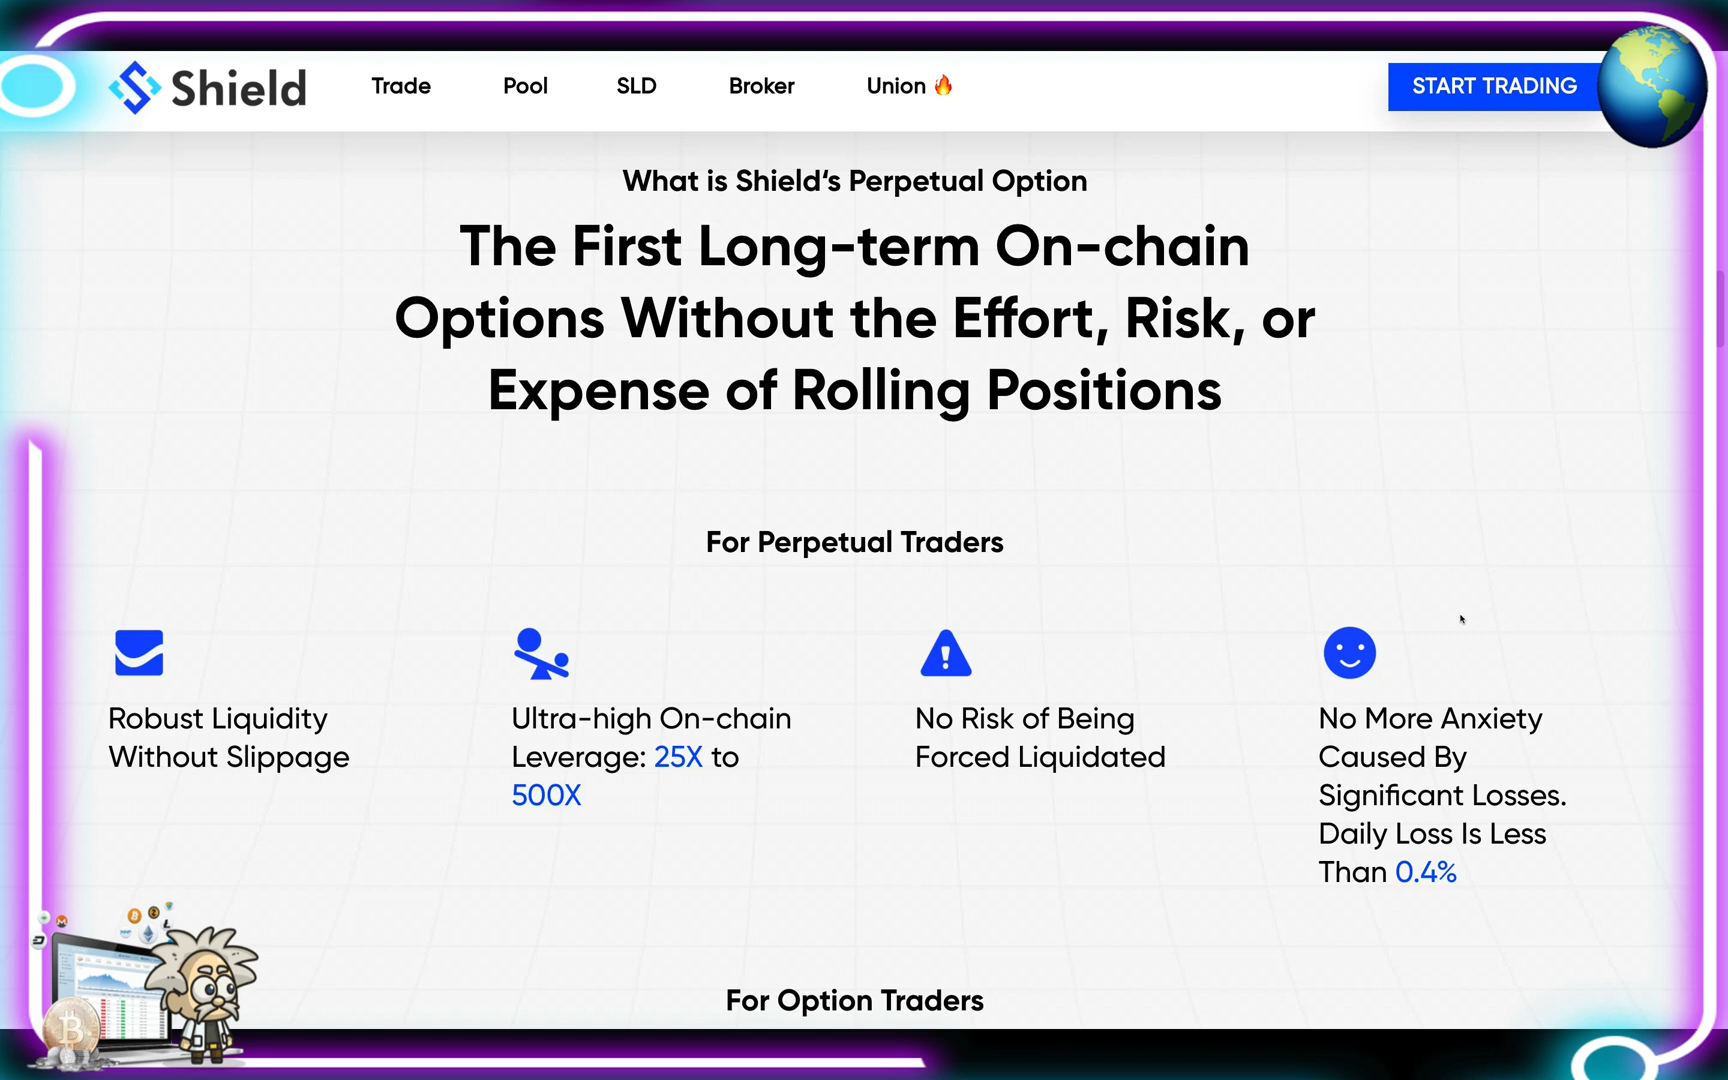 Shield
Trade
Pool
SLD
Broker
Union
START TRADING
What is Shield‘s Perpetual Option
The First Long-term On-chain
Options Without the Effort, Risk, or
Expense of Rolling Positions
For Perpetual Traders
Robust Liquidity
Without Slippage
Ultra-high On-chain
Leverage: 25X to
500X
No Risk of Being
Forced Liquidated
No More Anxiety
Caused By
Significant Losses.
Daily Loss Is Less
Than 0.4%
For Option Traders